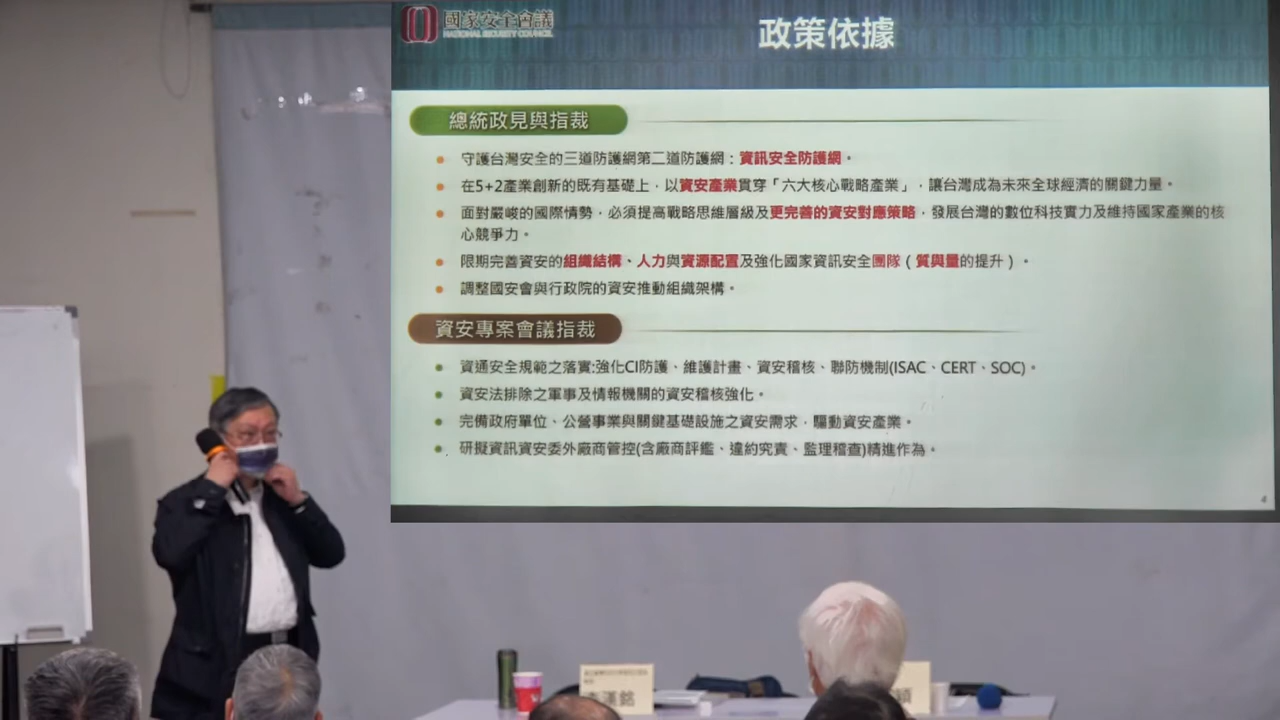 國家安全會議
NATIONAL SECURITY COUNCIL
政策依據
總統政見與指裁
守護台灣安全的三道防護網第二道防護網：資訊安全防護網。
在5+2產業創新的既有基礎上，以資安產業貫穿「六大核心戰略產業」，讓台灣成為未來全球經濟的關鍵力量。
面對嚴峻的國際情勢，必須提高戰略思維層級及更完善的資安對應策略，發展台灣的數位科技實力及維持國家產業的核
心競爭力。
限期完善資安的組織結構、人力與資源配置及強化國家資訊安全團隊（質與量的提升）。
調整國安會與行政院的資安推動組織架構。
資安專案會議指裁
資通安全規範之落實:強化CI防護、維護計畫、資安稽核、聯防機制(ISAC、CERT、SOC)。
資安法排除之軍事及情報機關的資安稽核強化。
完備政府單位、公營事業與關鍵基礎設施之資安需求，驅動資安產業。
研擬資訊資安委外廠商管控(含廠商評鑑、違約究責、監理稽查)精進作為。
4
李漢銘
穎